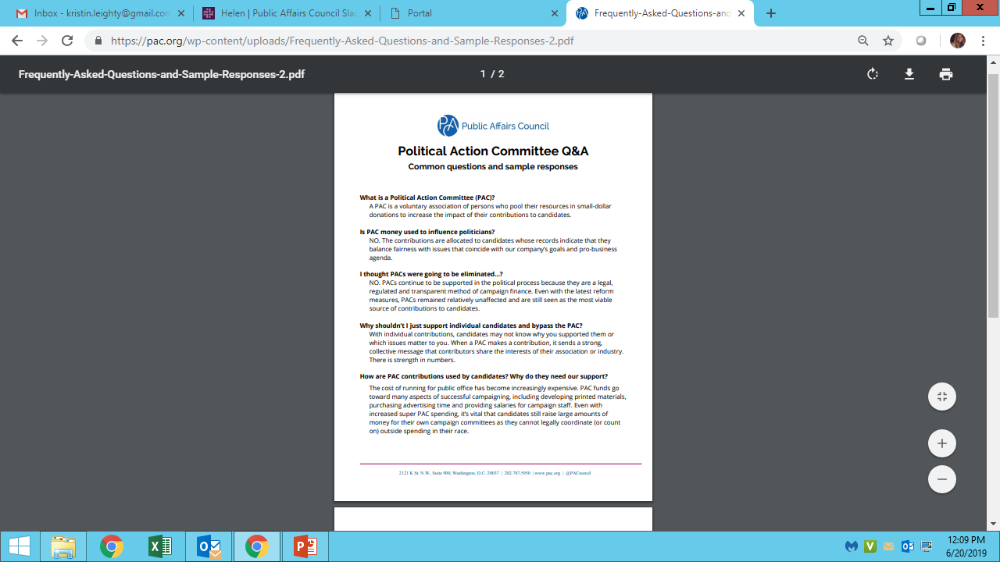 Inbox - kristin.leighty@gmail.con
Helen | Public Affairs Council Slac
Portal
Frequently-Asked-Questions-and
https://pac.org/wp-content/uploads/Frequently-Asked-Questions-and-Sample-Responses-2.pdf
Frequently-Asked-Questions-and-Sample-Responses-2.pdf
1 / 2
PAC Public Affairs Council
Political Action Committee Q&A
Common questions and sample responses
What is a Political Action Committee (PAC)?
A PAC is a voluntary association of persons who pool their resources in small-dollar
donations to increase the impact of their contributions to candidates.
Is PAC money used to influence politicians?
NO. The contributions are allocated to candidates whose records indicate that they
balance fairness with issues that coincide with our company's goals and pro-business
agenda.
I thought PACs were going to be eliminated...?
NO. PACs continue to be supported in the political process because they are a legal,
regulated and transparent method of campaign finance. Even with the latest reform
measures, PACs remained relatively unaffected and are still seen as the most viable
source of contributions to candidates.
Why shouldn't I just support individual candidates and bypass the PAC?
With individual contributions, candidates may not know why you supported them or
which issues matter to you. When a PAC makes a contribution, it sends a strong,
collective message that contributors share the interests of their association or industry.
There is strength in numbers.
How are PAC contributions used by candidates? Why do they need our support?
The cost of running for public office has become increasingly expensive. PAC funds go
toward many aspects of successful campaigning, including developing printed materials,
purchasing advertising time and providing salaries for campaign staff. Even with
increased super PAC spending, it's vital that candidates still raise large amounts of
money for their own campaign committees as they cannot legally coordinate (or count
on) outside spending in their race.
2121 K St. N.W., Suite 900, Washington, D.C. 20037 | 202.787.5950 | www.pac.org | @PACouncil
12:09 PM
6/20/2019